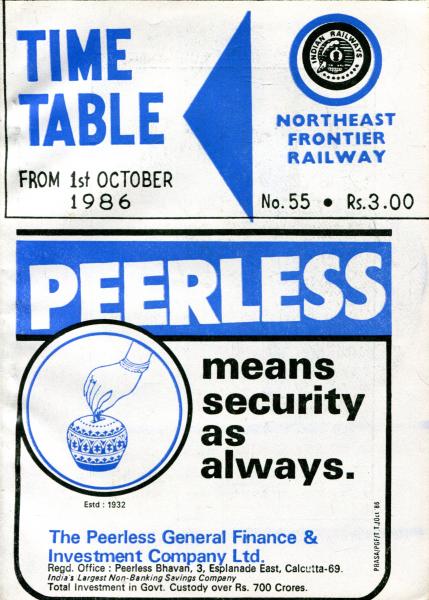 TIME
TABLE
FROM 1st OCTOBER
1986
INDIAN RAILWAYS
NORTHEAST
FRONTIER
RAILWAY
No. 55 • Rs. 3.00
PEERLESS
means
security
as
always.
Estd : 1932
The Peerless General Finance &
Investment Company Ltd.
Regd. Office : Peerless Bhavan, 3, Esplanade East, Calcutta-69.
India's Largest Non-Banking Savings Company
Total Investment in Govt. Custody over Rs. 700 Crores.